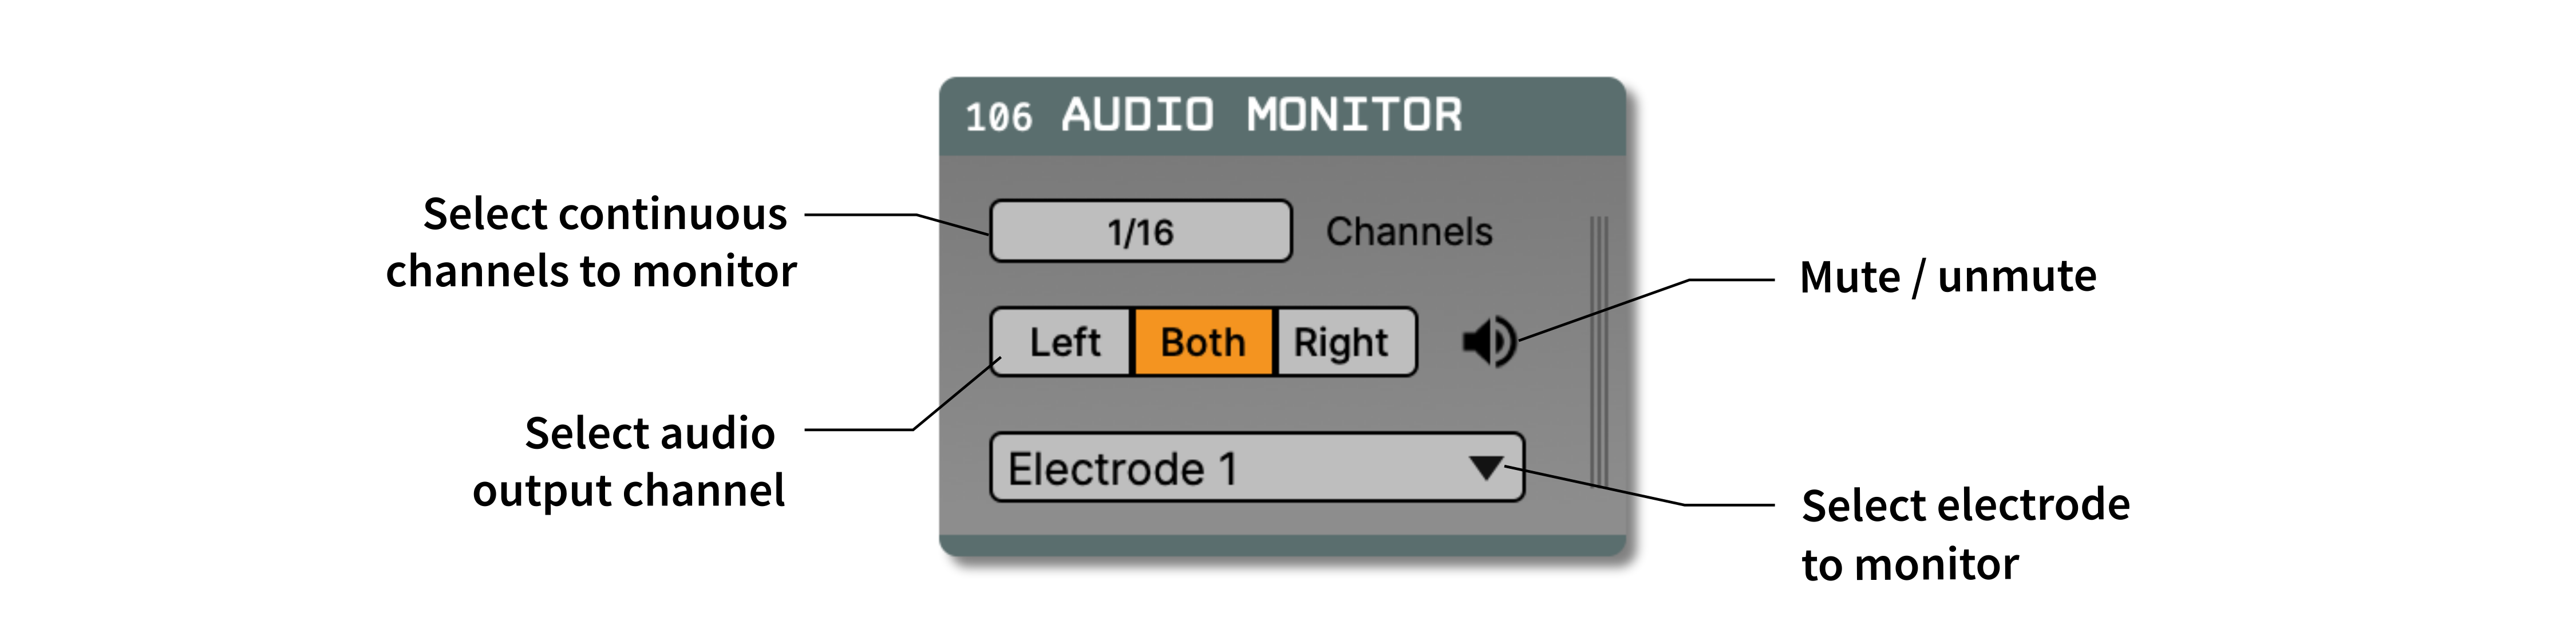 106 AUDIO MONITOR
Select continuous
channels to monitor
1/16
Channels
Mute / unmute
Left
Both
Right
Select audio
output channel
Electrode 1
Select electrode
to monitor